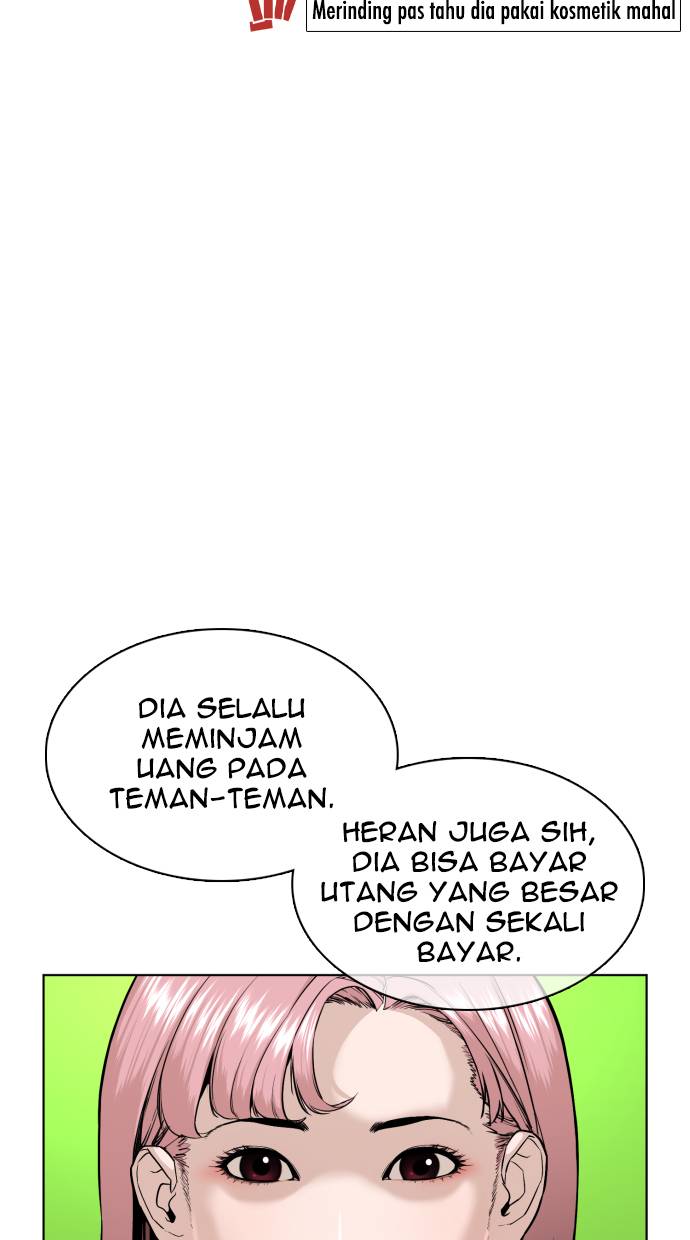 Merinding pas tahu dia pakai kosmetik mahal
DIA SELALU
MEMINJAM
UANG PADA
TEMAN-TEMAN.
HERAN JUGA SIH,
DIA BISA BAYAR
UTANG YANG BESAR
DENGAN SEKALI
BAYAR.